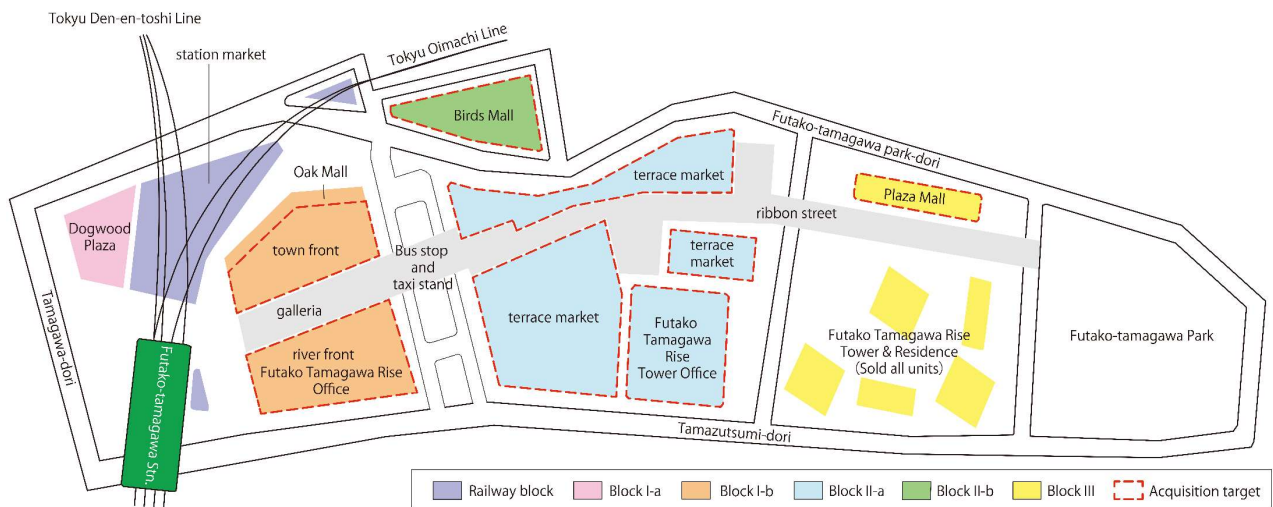 Tokyu Den-en-toshi Line
station market
Tokyu Oimachi Line
Birds Mall
Futako-tamagawa park-dori
Oak Mall
terrace market
Plaza Mall
ribbon street
Dogwood
Plaza
town front
Bus stop
and
taxi stand
terrace
market
galleria
terrace market
Tamagawa-dori
river front
Futako Tamagawa Rise
Office
Futako
Tamagawa
Rise
Tower Office
Futako Tamagawa Rise
Tower & Residence
(Sold all units)
Futako-tamagawa Park
Futako-tamagawa Stn.
Tamazutsumi-dori
Railway block
Block I-a
Block I-b
Block II-a
Block II-b
Block III
Acquisition target